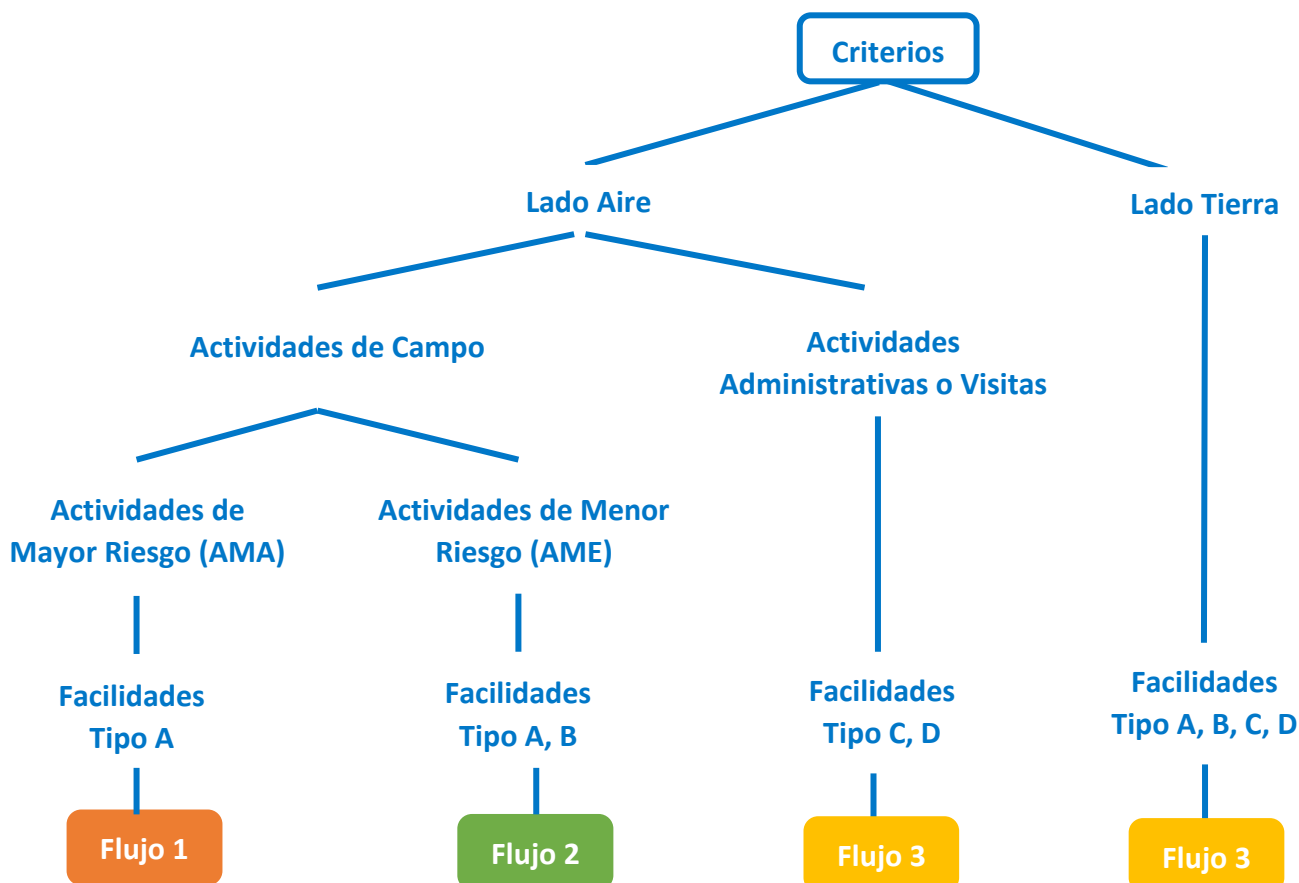 Criterios
Lado Aire
Lado Tierra
Actividades de Campo
Actividades
Administrativas o Visitas
Actividades de
Mayor Riesgo (AMA)
Actividades de Menor
Riesgo (AME)
Facilidades
Tipo A
Facilidades
Tipo A, B
Facilidades
Tipo C, D
Facilidades
Tipo A, B, C, D
Flujo 1
Flujo 2
Flujo 3
Flujo 3